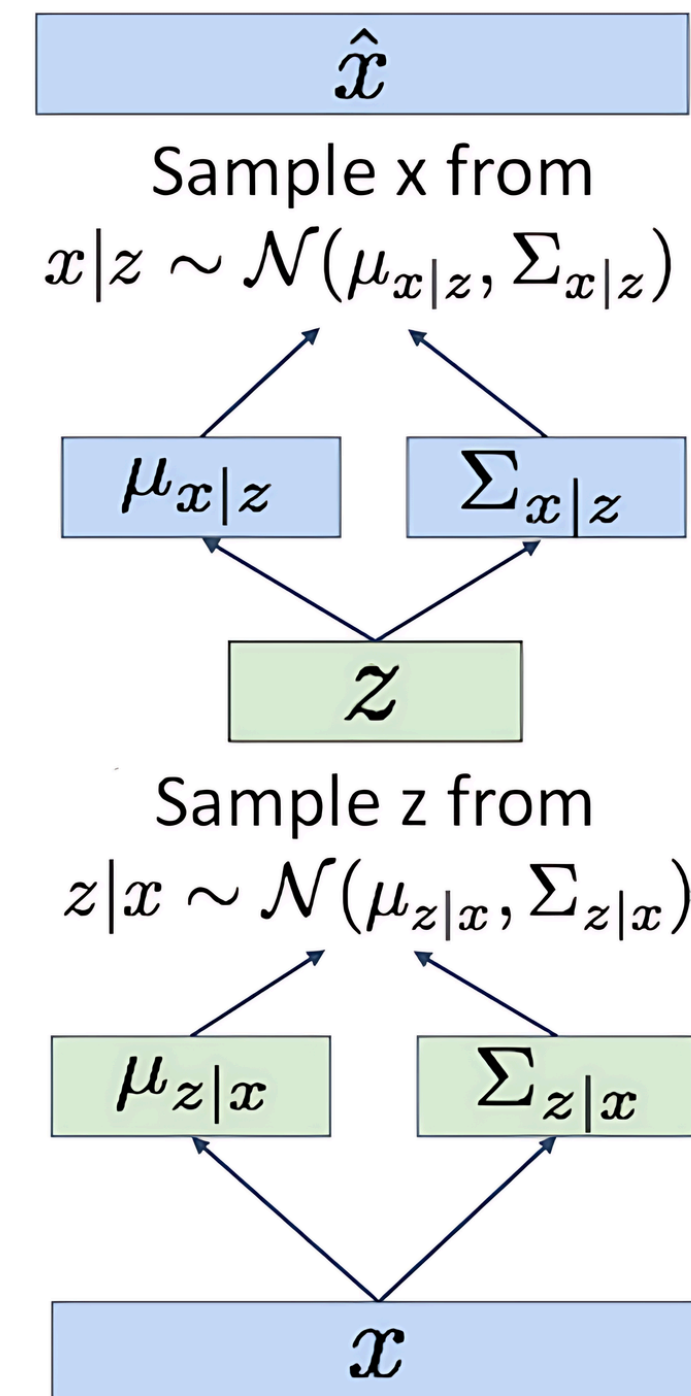 x̂
Sample x from
x|z ∼ 𝒩(μ_{x|z}, Σ_{x|z})
μ_{x|z} Σ_{x|z}
z
Sample z from
z|x ∼ 𝒩(μ_{z|x}, Σ_{z|x})
μ_{z|x} Σ_{z|x}
x